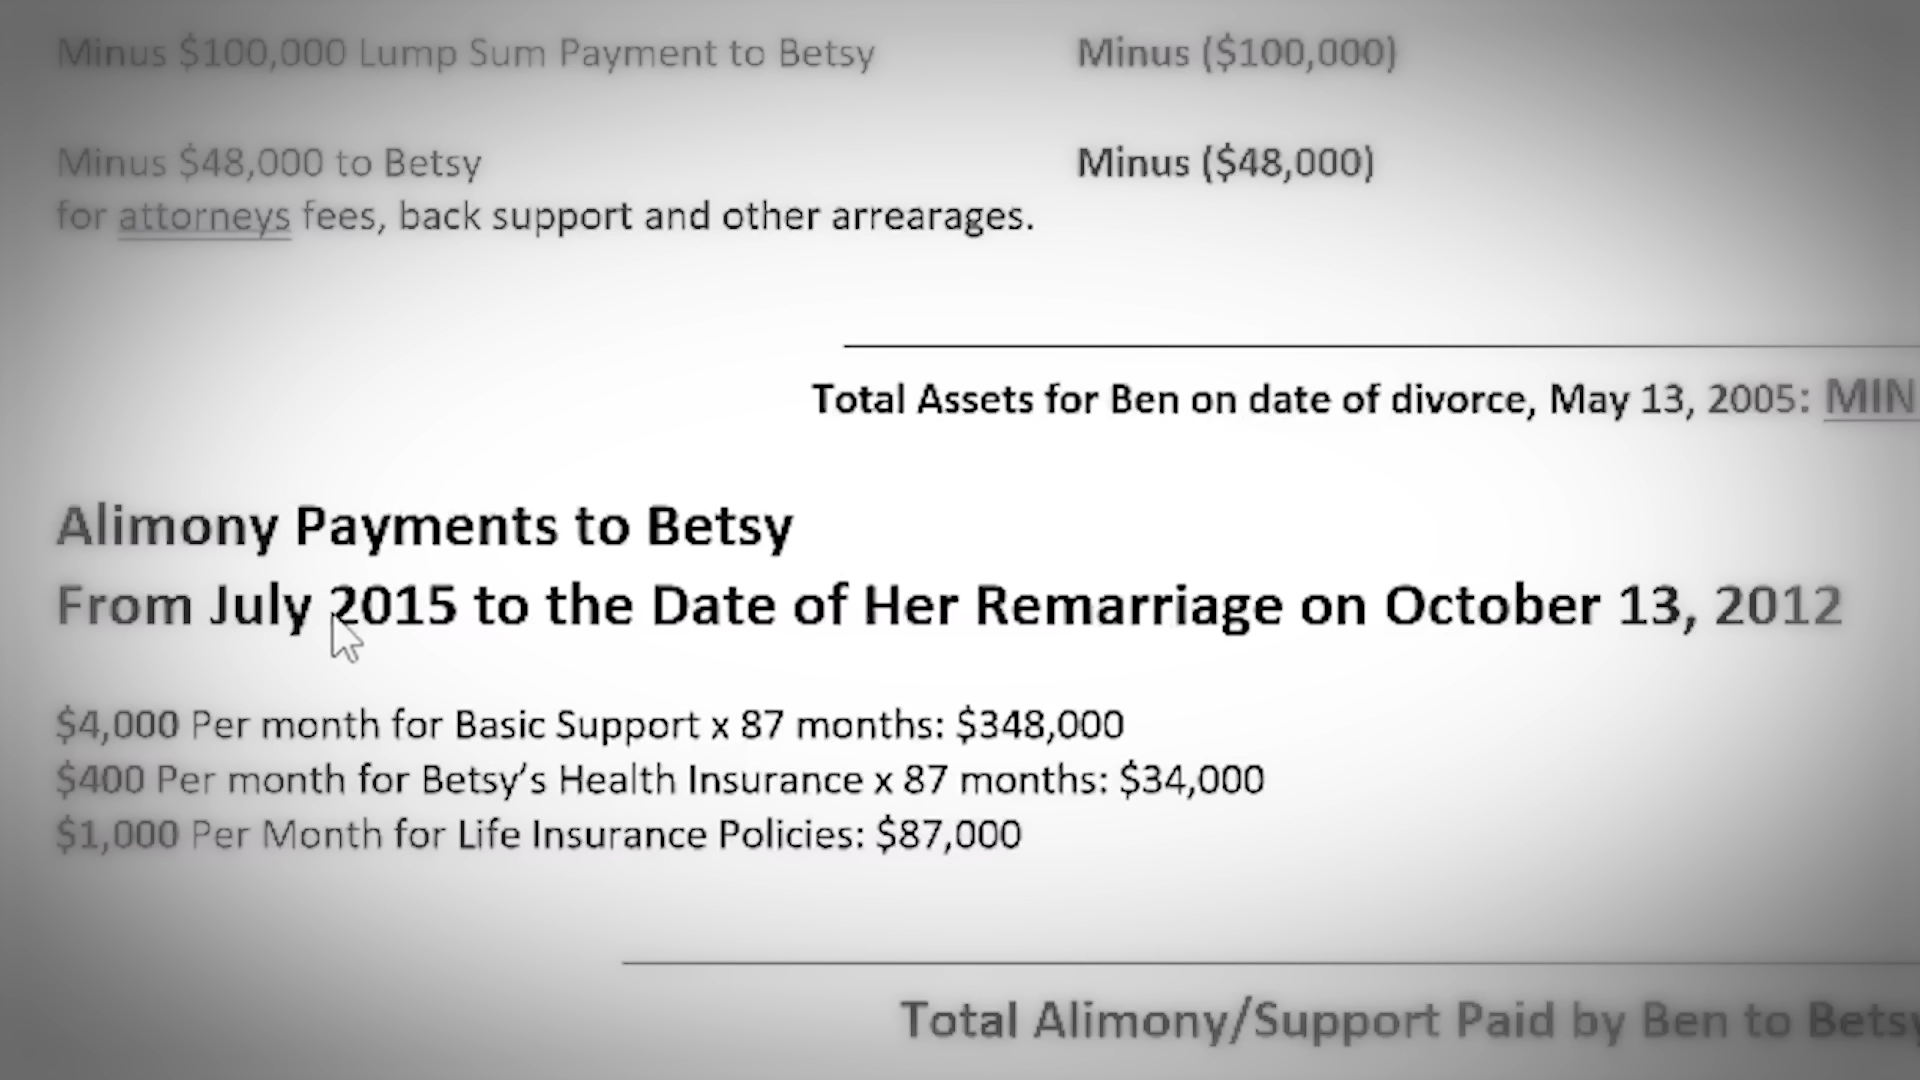 Minus $100,000 Lump Sum Payment to Betsy Minus ($100,000)
Minus $48,000 to Betsy Minus ($48,000)
for attorneys fees, back support and other arrearages.
Total Assets for Ben on date of divorce, May 13, 2005: MIN
Alimony Payments to Betsy
From July 2015 to the Date of Her Remarriage on October 13, 2012
$4,000 Per month for Basic Support x 87 months: $348,000
$400 Per month for Betsy’s Health Insurance x 87 months: $34,000
$1,000 Per Month for Life Insurance Policies: $87,000
Total Alimony/Support Paid by Ben to Betsy